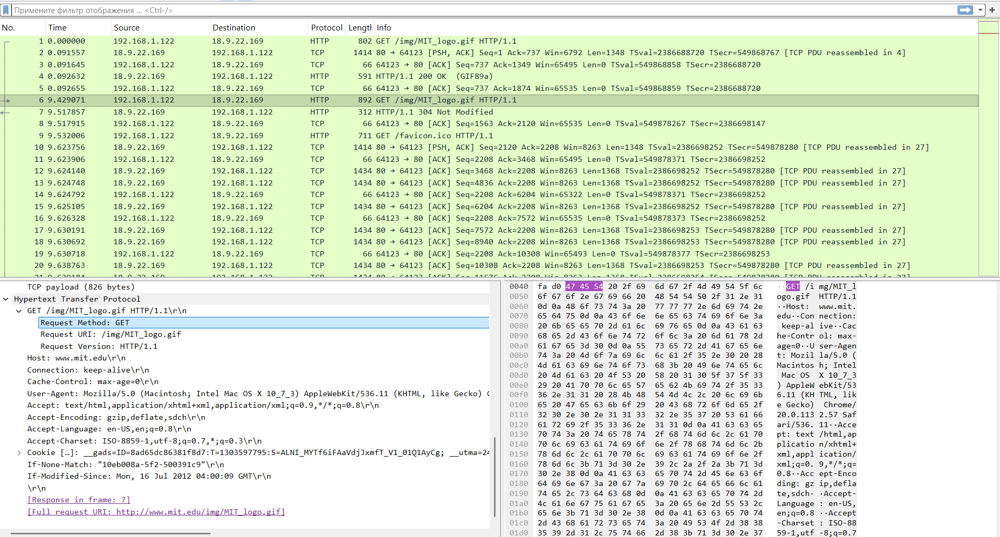 Примените фильтр отображения ... <Ctrl-/>
No. Time Source Destination Protocol Length Info
1 0.000000 192.168.1.122 18.9.22.169 HTTP 802 GET /img/MIT_logo.gif HTTP/1.1
2 0.091557 18.9.22.169 192.168.1.122 TCP 1414 80 → 64123 [PSH, ACK] Seq=1 Ack=737 Win=6792 Len=1348 TSval=2386688720 TSecr=549868767 [TCP PDU reassembled in 4]
3 0.091645 192.168.1.122 18.9.22.169 TCP 66 64123 → 80 [ACK] Seq=737 Ack=1349 Win=65495 Len=0 TSval=549868858 TSecr=2386688720
4 0.092632 18.9.22.169 192.168.1.122 HTTP 591 HTTP/1.1 200 OK  (GIF89a)
5 0.092655 192.168.1.122 18.9.22.169 TCP 66 64123 → 80 [ACK] Seq=737 Ack=1874 Win=65535 Len=0 TSval=549868859 TSecr=2386688720
6 9.429071 192.168.1.122 18.9.22.169 HTTP 892 GET /img/MIT_logo.gif HTTP/1.1
7 9.517857 18.9.22.169 192.168.1.122 HTTP 312 HTTP/1.1 304 Not Modified
8 9.517915 192.168.1.122 18.9.22.169 TCP 66 64123 → 80 [ACK] Seq=1563 Ack=2120 Win=65535 Len=0 TSval=549878267 TSecr=2386698147
9 9.532006 192.168.1.122 18.9.22.169 HTTP 711 GET /favicon.ico HTTP/1.1
10 9.623756 18.9.22.169 192.168.1.122 TCP 1414 80 → 64123 [PSH, ACK] Seq=2120 Ack=2208 Win=8263 Len=1348 TSval=2386698252 TSecr=549878280 [TCP PDU reassembled in 27]
11 9.623906 192.168.1.122 18.9.22.169 TCP 66 64123 → 80 [ACK] Seq=2208 Ack=3468 Win=65495 Len=0 TSval=549878371 TSecr=2386698252
12 9.624140 18.9.22.169 192.168.1.122 TCP 1434 80 → 64123 [ACK] Seq=3468 Ack=2208 Win=8263 Len=1368 TSval=2386698252 TSecr=549878280 [TCP PDU reassembled in 27]
13 9.624748 18.9.22.169 192.168.1.122 TCP 1434 80 → 64123 [ACK] Seq=4836 Ack=2208 Win=8263 Len=1368 TSval=2386698252 TSecr=549878280 [TCP PDU reassembled in 27]
14 9.624792 192.168.1.122 18.9.22.169 TCP 66 64123 → 80 [ACK] Seq=2208 Ack=6204 Win=65322 Len=0 TSval=549878371 TSecr=2386698252
15 9.625105 18.9.22.169 192.168.1.122 TCP 1434 80 → 64123 [ACK] Seq=6204 Ack=2208 Win=8263 Len=1368 TSval=2386698252 TSecr=549878280 [TCP PDU reassembled in 27]
16 9.626328 192.168.1.122 18.9.22.169 TCP 66 64123 → 80 [ACK] Seq=2208 Ack=7572 Win=65535 Len=0 TSval=549878373 TSecr=2386698252
17 9.630191 18.9.22.169 192.168.1.122 TCP 1434 80 → 64123 [ACK] Seq=7572 Ack=2208 Win=8263 Len=1368 TSval=2386698253 TSecr=549878280 [TCP PDU reassembled in 27]
18 9.630692 18.9.22.169 192.168.1.122 TCP 1434 80 → 64123 [ACK] Seq=8940 Ack=2208 Win=8263 Len=1368 TSval=2386698253 TSecr=549878280 [TCP PDU reassembled in 27]
19 9.630718 192.168.1.122 18.9.22.169 TCP 66 64123 → 80 [ACK] Seq=2208 Ack=10308 Win=65493 Len=0 TSval=549878377 TSecr=2386698253
20 9.638763 18.9.22.169 192.168.1.122 TCP 1434 80 → 64123 [ACK] Seq=10308 Ack=2208 Win=8263 Len=1368 TSval=2386698253 TSecr=549878280 [TCP PDU reassembled in 27]
TCP payload (826 bytes)
Hypertext Transfer Protocol
GET /img/MIT_logo.gif HTTP/1.1\r\n
Request Method: GET
Request URI: /img/MIT_logo.gif
Request Version: HTTP/1.1
Host: www.mit.edu\r\n
Connection: keep-alive\r\n
Cache-Control: max-age=0\r\n
User-Agent: Mozilla/5.0 (Macintosh; Intel Mac OS X 10_7_3) AppleWebKit/536.11 (KHTML, like Gecko) C
Accept: text/html,application/xhtml+xml,application/xml;q=0.9,*/*;q=0.8\r\n
Accept-Encoding: gzip,deflate,sdch\r\n
Accept-Language: en-US,en;q=0.8\r\n
Accept-Charset: ISO-8859-1,utf-8;q=0.7,*;q=0.3\r\n
Cookie […]: __gads=ID=8ad65dc86381f8d7:T=1303597795:S=ALNI_MYTf6iFAaVdjJxmfT_V1_01Q1AyCg; __utma=24
If-None-Match: "10eb008a-5f2-500391c9"\r\n
If-Modified-Since: Mon, 16 Jul 2012 04:00:09 GMT\r\n
\r\n
[Response in frame: 7]
[Full request URI: http://www.mit.edu/img/MIT_logo.gif]
0040 fa d0 47 45 54 20 2f 69 6d 67 2f 4d 49 54 5f 6c ··GET /i mg/MIT_l
0050 6f 67 6f 2e 67 69 66 20 48 54 54 50 2f 31 2e 31 ogo.gif  HTTP/1.1
0060 0d 0a 48 6f 73 74 3a 20 77 77 77 2e 6d 69 74 2e ··Host:  www.mit.
0070 65 64 75 0d 0a 43 6f 6e 6e 65 63 74 69 6f 6e 3a edu··Con nection:
0080 20 6b 65 65 70 2d 61 6c 69 76 65 0d 0a 43 61 63 keep-al ive··Cac
0090 68 65 2d 43 6f 6e 74 72 6f 6c 3a 20 6d 61 78 2d he-Contr ol: max-
00a0 61 67 65 3d 30 0d 0a 55 73 65 72 2d 41 67 65 6e age=0··U ser-Agen
00b0 74 3a 20 4d 6f 7a 69 6c 6c 61 2f 35 2e 30 20 28 t: Mozil la/5.0 (
00c0 4d 61 63 69 6e 74 6f 73 68 3b 20 49 6e 74 65 6c Macintos h; Intel
00d0 20 4d 61 63 20 4f 53 20 58 20 31 30 5f 37 5f 33 Mac OS  X 10_7_3
00e0 29 20 41 70 70 6c 65 57 65 62 4b 69 74 2f 35 33 ) AppleW ebKit/53
00f0 36 2e 31 31 20 28 4b 48 54 4d 4c 2c 20 6c 69 6b 6.11 (KH TML, lik
0100 65 20 47 65 63 6b 6f 29 20 43 68 72 6f 6d 65 2f e Gecko)  Chrome/
0110 32 30 2e 30 2e 31 31 33 32 2e 35 37 20 53 61 66 20.0.113 2.57 Saf
0120 61 72 69 2f 35 33 36 2e 31 31 0d 0a 41 63 63 65 ari/536. 11··Acce
0130 70 74 3a 20 74 65 78 74 2f 68 74 6d 6c 2c 61 70 pt: text /html,ap
0140 70 6c 69 63 61 74 69 6f 6e 2f 78 68 74 6d 6c 2b plicatio n/xhtml+
0150 78 6d 6c 2c 61 70 70 6c 69 63 61 74 69 6f 6e 2f xml,appl ication/
0160 78 6d 6c 3b 71 3d 30 2e 39 2c 2a 2f 2a 3b 71 3d xml;q=0. 9,*/*;q=
0170 30 2e 38 0d 0a 41 63 63 65 70 74 2d 45 6e 63 6f 0.8··Acc ept-Enco
0180 64 69 6e 67 3a 20 67 7a 69 70 2c 64 65 66 6c 61 ding: gz ip,defla
0190 74 65 2c 73 64 63 68 0d 0a 41 63 63 65 70 74 2d te,sdch· ·Accept-
01a0 4c 61 6e 67 75 61 67 65 3a 20 65 6e 2d 55 53 2c Language : en-US,
01b0 65 6e 3b 71 3d 30 2e 38 0d 0a 41 63 63 65 70 74 en;q=0.8 ··Accept
01c0 2d 43 68 61 72 73 65 74 3a 20 49 53 4f 2d 38 38 -Charset : ISO-88
01d0 35 39 2d 31 2c 75 74 66 2d 38 3b 71 3d 30 2e 37 59-1,utf -8;q=0.7